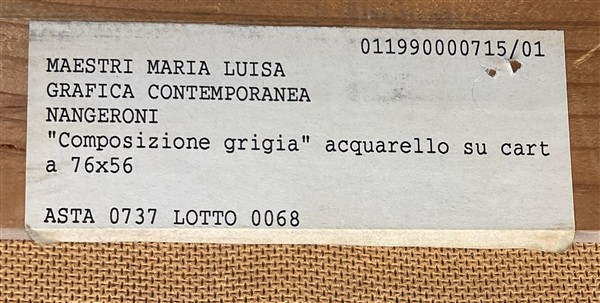 011990000715/01
MAESTRI MARIA LUISA
GRAFICA CONTEMPORANEA
NANGERONI
"Composizione grigia" acquarello su cart
a 76x56
ASTA 0737 LOTTO 0068